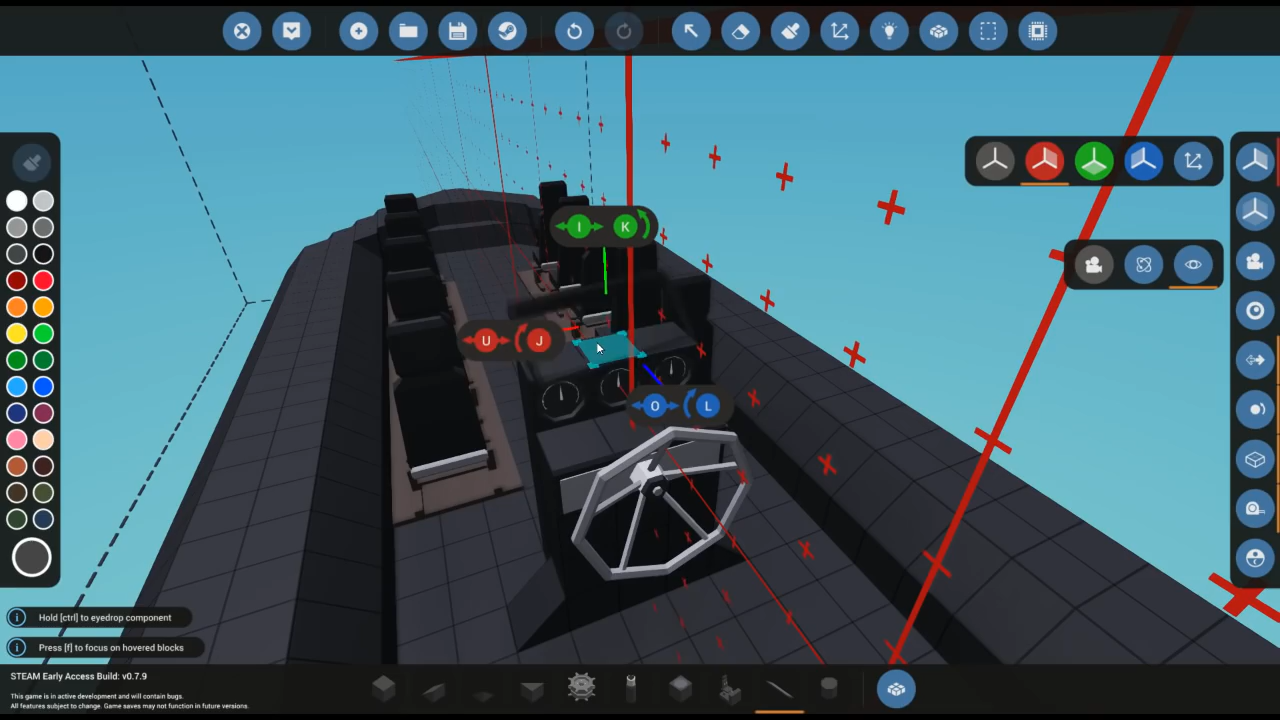 I K
U J
O L
Hold [ctrl] to eyedrop component
Press [f] to focus on hovered blocks
STEAM Early Access Build: v0.7.9
This game is in active development and will contain bugs.
All features subject to change. Game saves may not function in future versions.